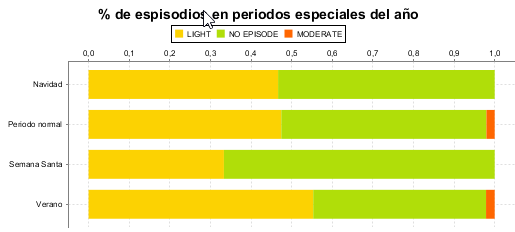 % de espisodios en periodos especiales del año
LIGHT NO EPISODE MODERATE
0,0 0,1 0,2 0,3 0,4 0,5 0,6 0,7 0,8 0,9 1,0
Navidad
Periodo normal
Semana Santa
Verano